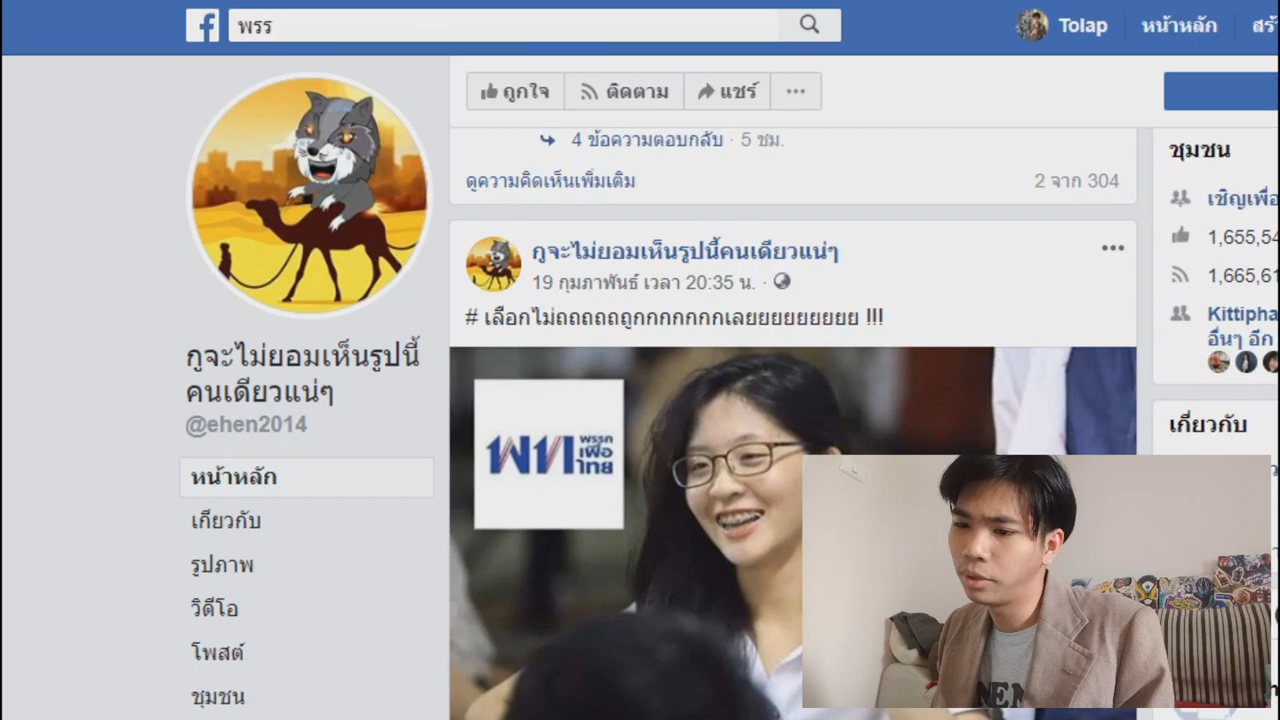 พรร
Tolap
หน้าหลัก
ถูกใจ
ติดตาม
แชร์
4 ข้อความตอบกลับ · 5 ชม.
ดูความคิดเห็นเพิ่มเติม
2 จาก 304
กูจะไม่ยอมเห็นรูปนี้คนเดียวแน่ๆ
19 กุมภาพันธ์ เวลา 20:35 น. ·
# เลือกไม่ถถถถถถูกกกกกกกเลยยยยยยยยยย !!!
พท พรรค
เพื่อ
ไทย
กูจะไม่ยอมเห็นรูปนี้
คนเดียวแน่ๆ
@ehen2014
หน้าหลัก
เกี่ยวกับ
รูปภาพ
วิดีโอ
โพสต์
ชุมชน
ชุมชน
1,655,54
1,665,61
Kittipha
อื่นๆ อีก
เกี่ยวกับ